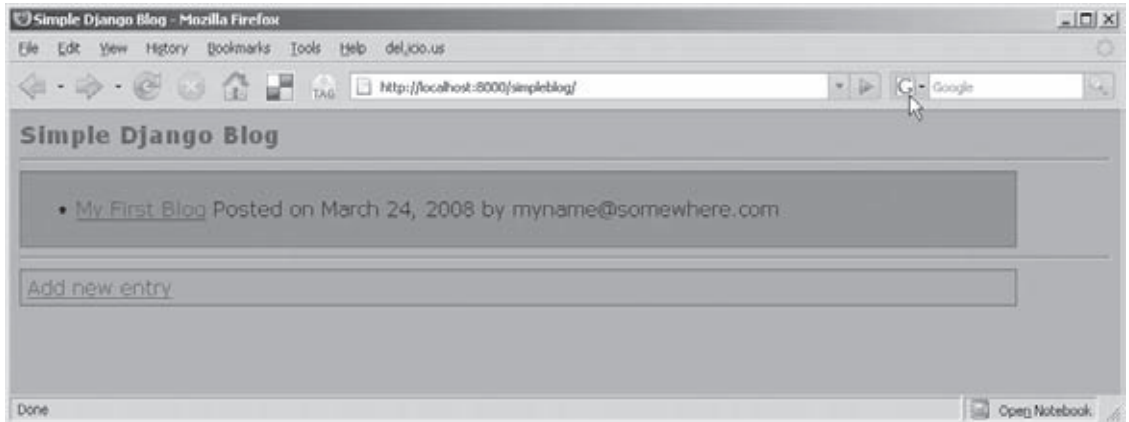 Simple Django Blog - Mozilla Firefox
File Edit View History Bookmarks Tools Help del.icio.us
TAG http://localhost:8000/simpleblog/ G Google
Simple Django Blog
• My First Blog Posted on March 24, 2008 by myname@somewhere.com
Add new entry
Done Open Notebook